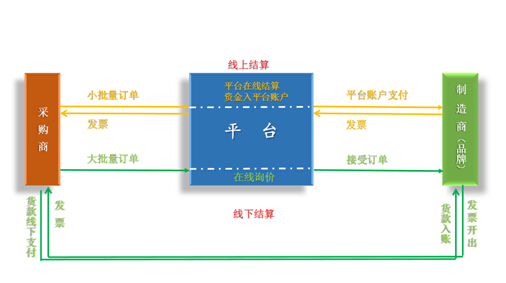 线上结算
平台在线结算
资金入平台账户
小批量订单
平台账户支付
采购商
平 台
制造商（品牌）
发票
发票
大批量订单
接受订单
在线询价
线下结算
货款线下支付
发票
货款入账
发票开出